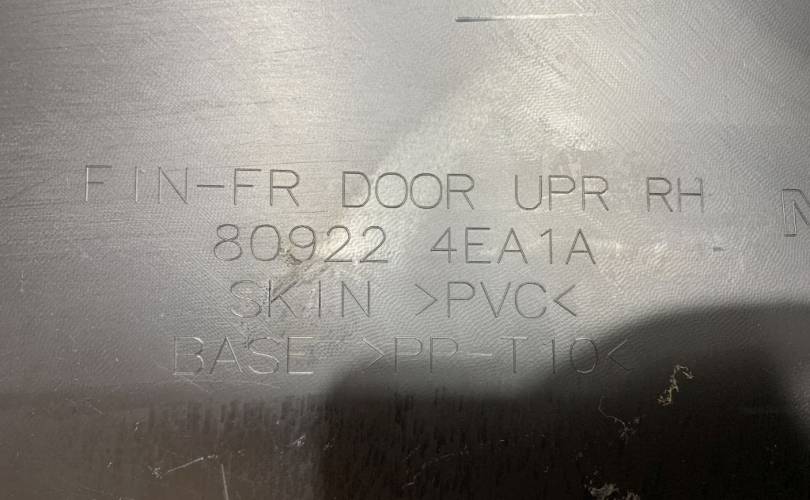 FIN-FR DOOR UPR RH
80922 4EA1A
SKIN >PVC<
BASE >PP-T10<